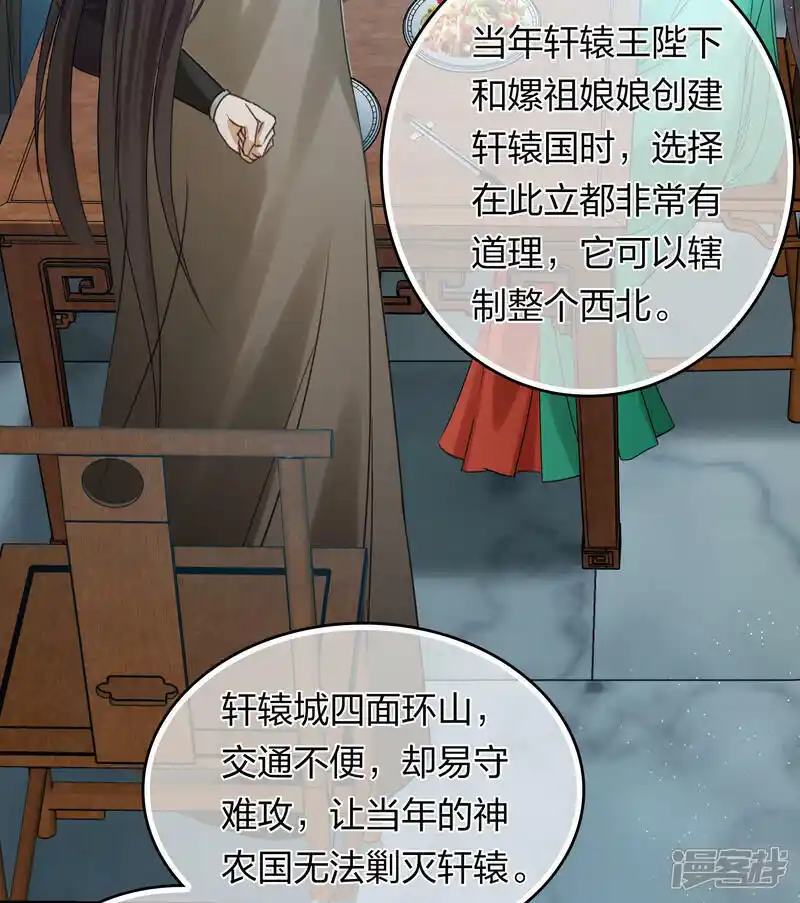 当年轩辕王陛下
和嫘祖娘娘创建
轩辕国时，选择
在此立都非常有
道理，它可以辖
制整个西北。
轩辕城四面环山，
交通不便，却易守
难攻，让当年的神
农国无法剿灭轩辕。
漫客栈